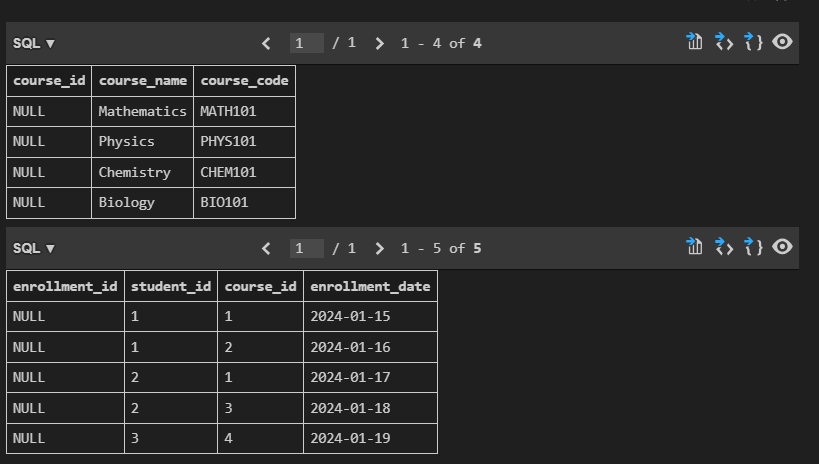 SQL ▼ 1 / 1 1 - 4 of 4
course_id course_name course_code
NULL Mathematics MATH101
NULL Physics PHYS101
NULL Chemistry CHEM101
NULL Biology BIO101
SQL ▼ 1 / 1 1 - 5 of 5
enrollment_id student_id course_id enrollment_date
NULL 1 1 2024-01-15
NULL 1 2 2024-01-16
NULL 2 1 2024-01-17
NULL 2 3 2024-01-18
NULL 3 4 2024-01-19